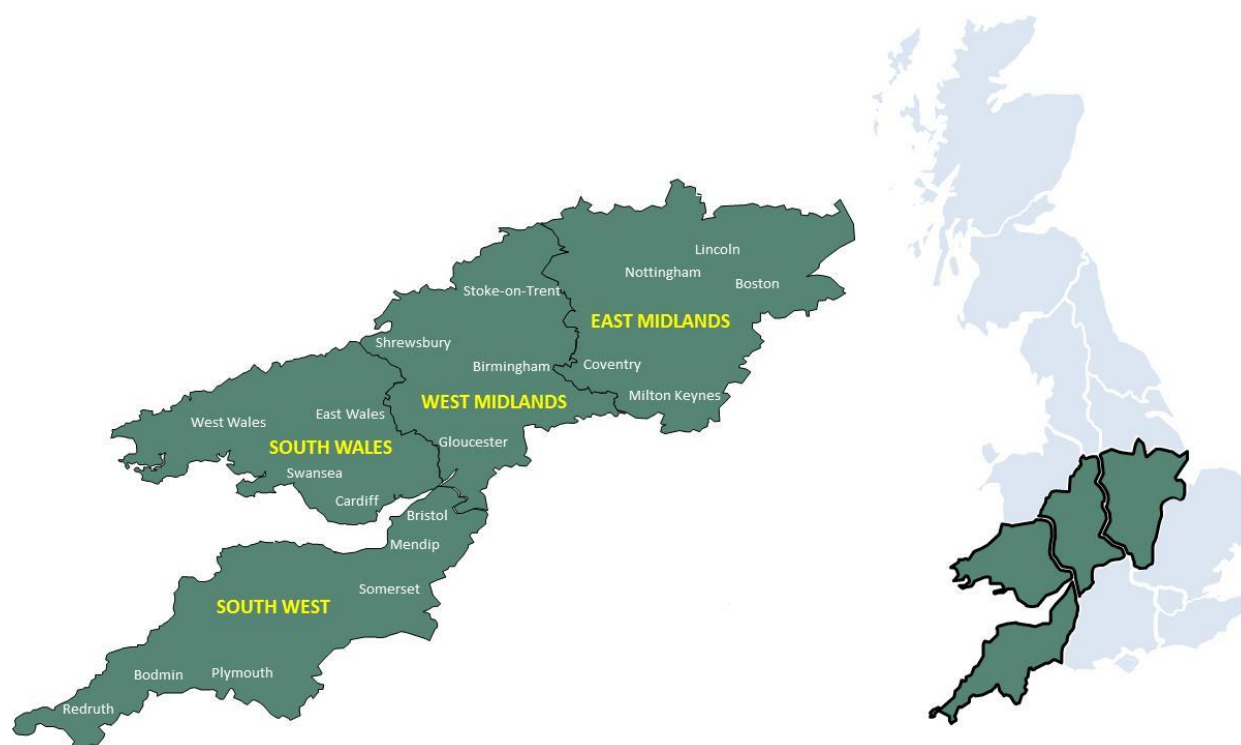 Lincoln
Nottingham
Boston
Stoke-on-Trent
EAST MIDLANDS
Shrewsbury
Birmingham
Coventry
Milton Keynes
WEST MIDLANDS
East Wales
West Wales
Gloucester
SOUTH WALES
Swansea
Cardiff
Bristol
Mendip
Somerset
SOUTH WEST
Bodmin
Plymouth
Redruth